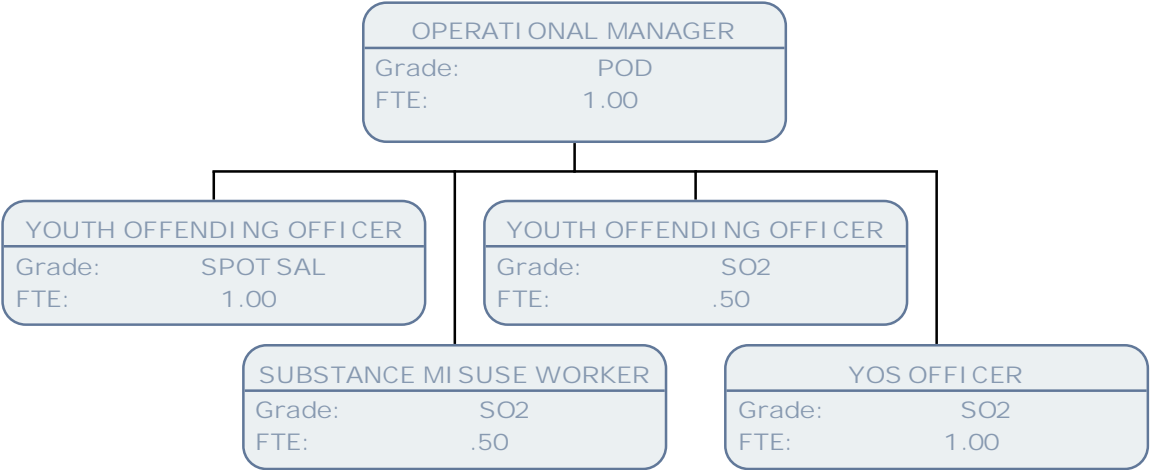 OPERATIONAL MANAGER
Grade: POD
FTE: 1.00
YOUTH OFFENDING OFFICER
Grade: SPOT SAL
FTE: 1.00
YOUTH OFFENDING OFFICER
Grade: SO2
FTE: .50
SUBSTANCE MISUSE WORKER
Grade: SO2
FTE: .50
YOS OFFICER
Grade: SO2
FTE: 1.00